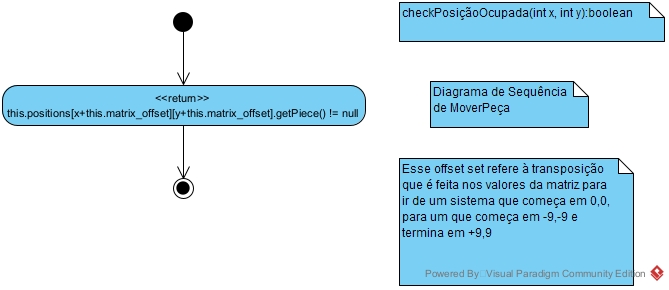 checkPosiçãoOcupada(int x, int y):boolean
<<return>>
this.positions[x+this.matrix_offset][y+this.matrix_offset].getPiece() != null
Diagrama de Sequência
de MoverPeça
Esse offset set refere à transposição
que é feita nos valores da matriz para
ir de um sistema que começa em 0,0,
para um que começa em -9,-9 e
termina em +9,9
Powered By Visual Paradigm Community Edition